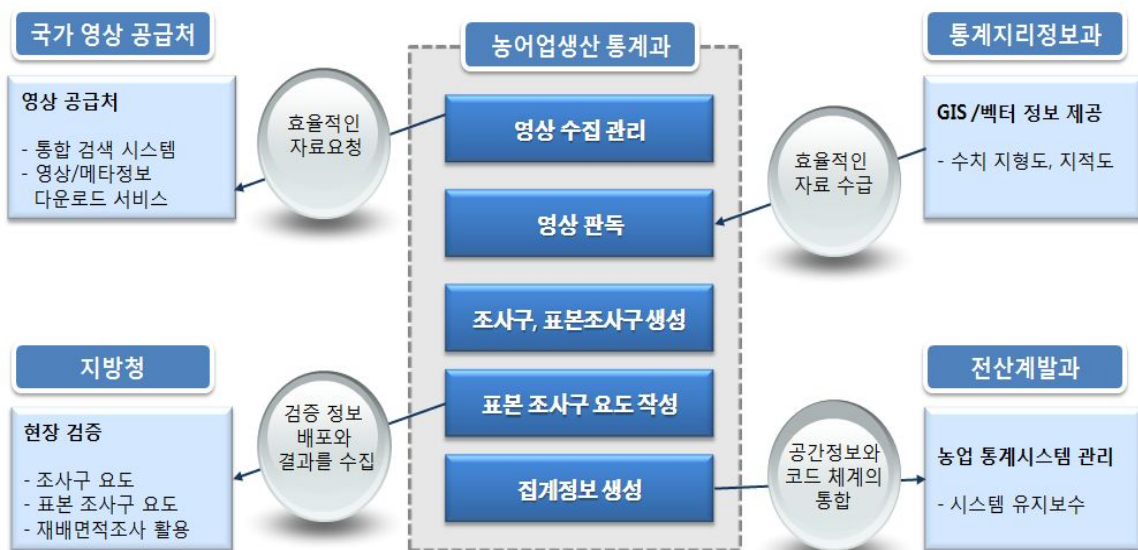 국가 영상 공급처
영상 공급처
- 통합 검색 시스템
- 영상/메타정보
다운로드 서비스
효율적인
자료요청
농어업생산 통계과
영상 수집 관리
영상 판독
조사구, 표본조사구 생성
표본 조사구 요도 작성
집계정보 생성
효율적인
자료 수급
통계지리정보과
GIS /벡터 정보 제공
- 수치 지형도, 지적도
지방청
현장 검증
- 조사구 요도
- 표본 조사구 요도
- 재배면적조사 활용
검증 정보
배포와
결과를 수집
공간정보와
코드 체계의
통합
전산계발과
농업 통계시스템 관리
- 시스템 유지보수